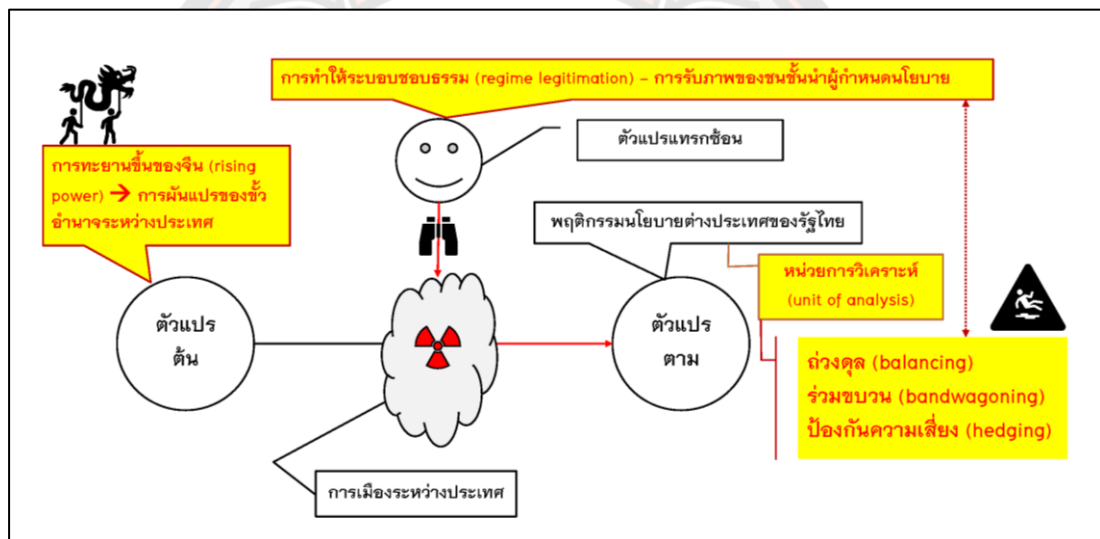 การทำให้ระบอบชอบธรรม (regime legitimation) – การรับภาพของชนชั้นนำผู้กำหนดนโยบาย
ตัวแปรแทรกซ้อน
การทะยานขึ้นของจีน (rising
power) ➔ การผันแปรของขั้ว
อำนาจระหว่างประเทศ
พฤติกรรมนโยบายต่างประเทศของรัฐไทย
หน่วยการวิเคราะห์
(unit of analysis)
ตัวแปร
ต้น
ตัวแปร
ตาม
ถ่วงดุล (balancing)
ร่วมขบวน (bandwagoning)
ป้องกันความเสี่ยง (hedging)
การเมืองระหว่างประเทศ